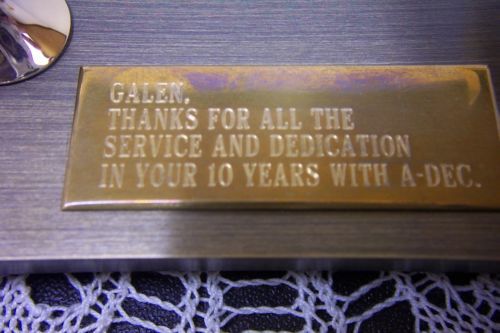 GALEN,
THANKS FOR ALL THE
SERVICE AND DEDICATION
IN YOUR 10 YEARS WITH A-DEC.